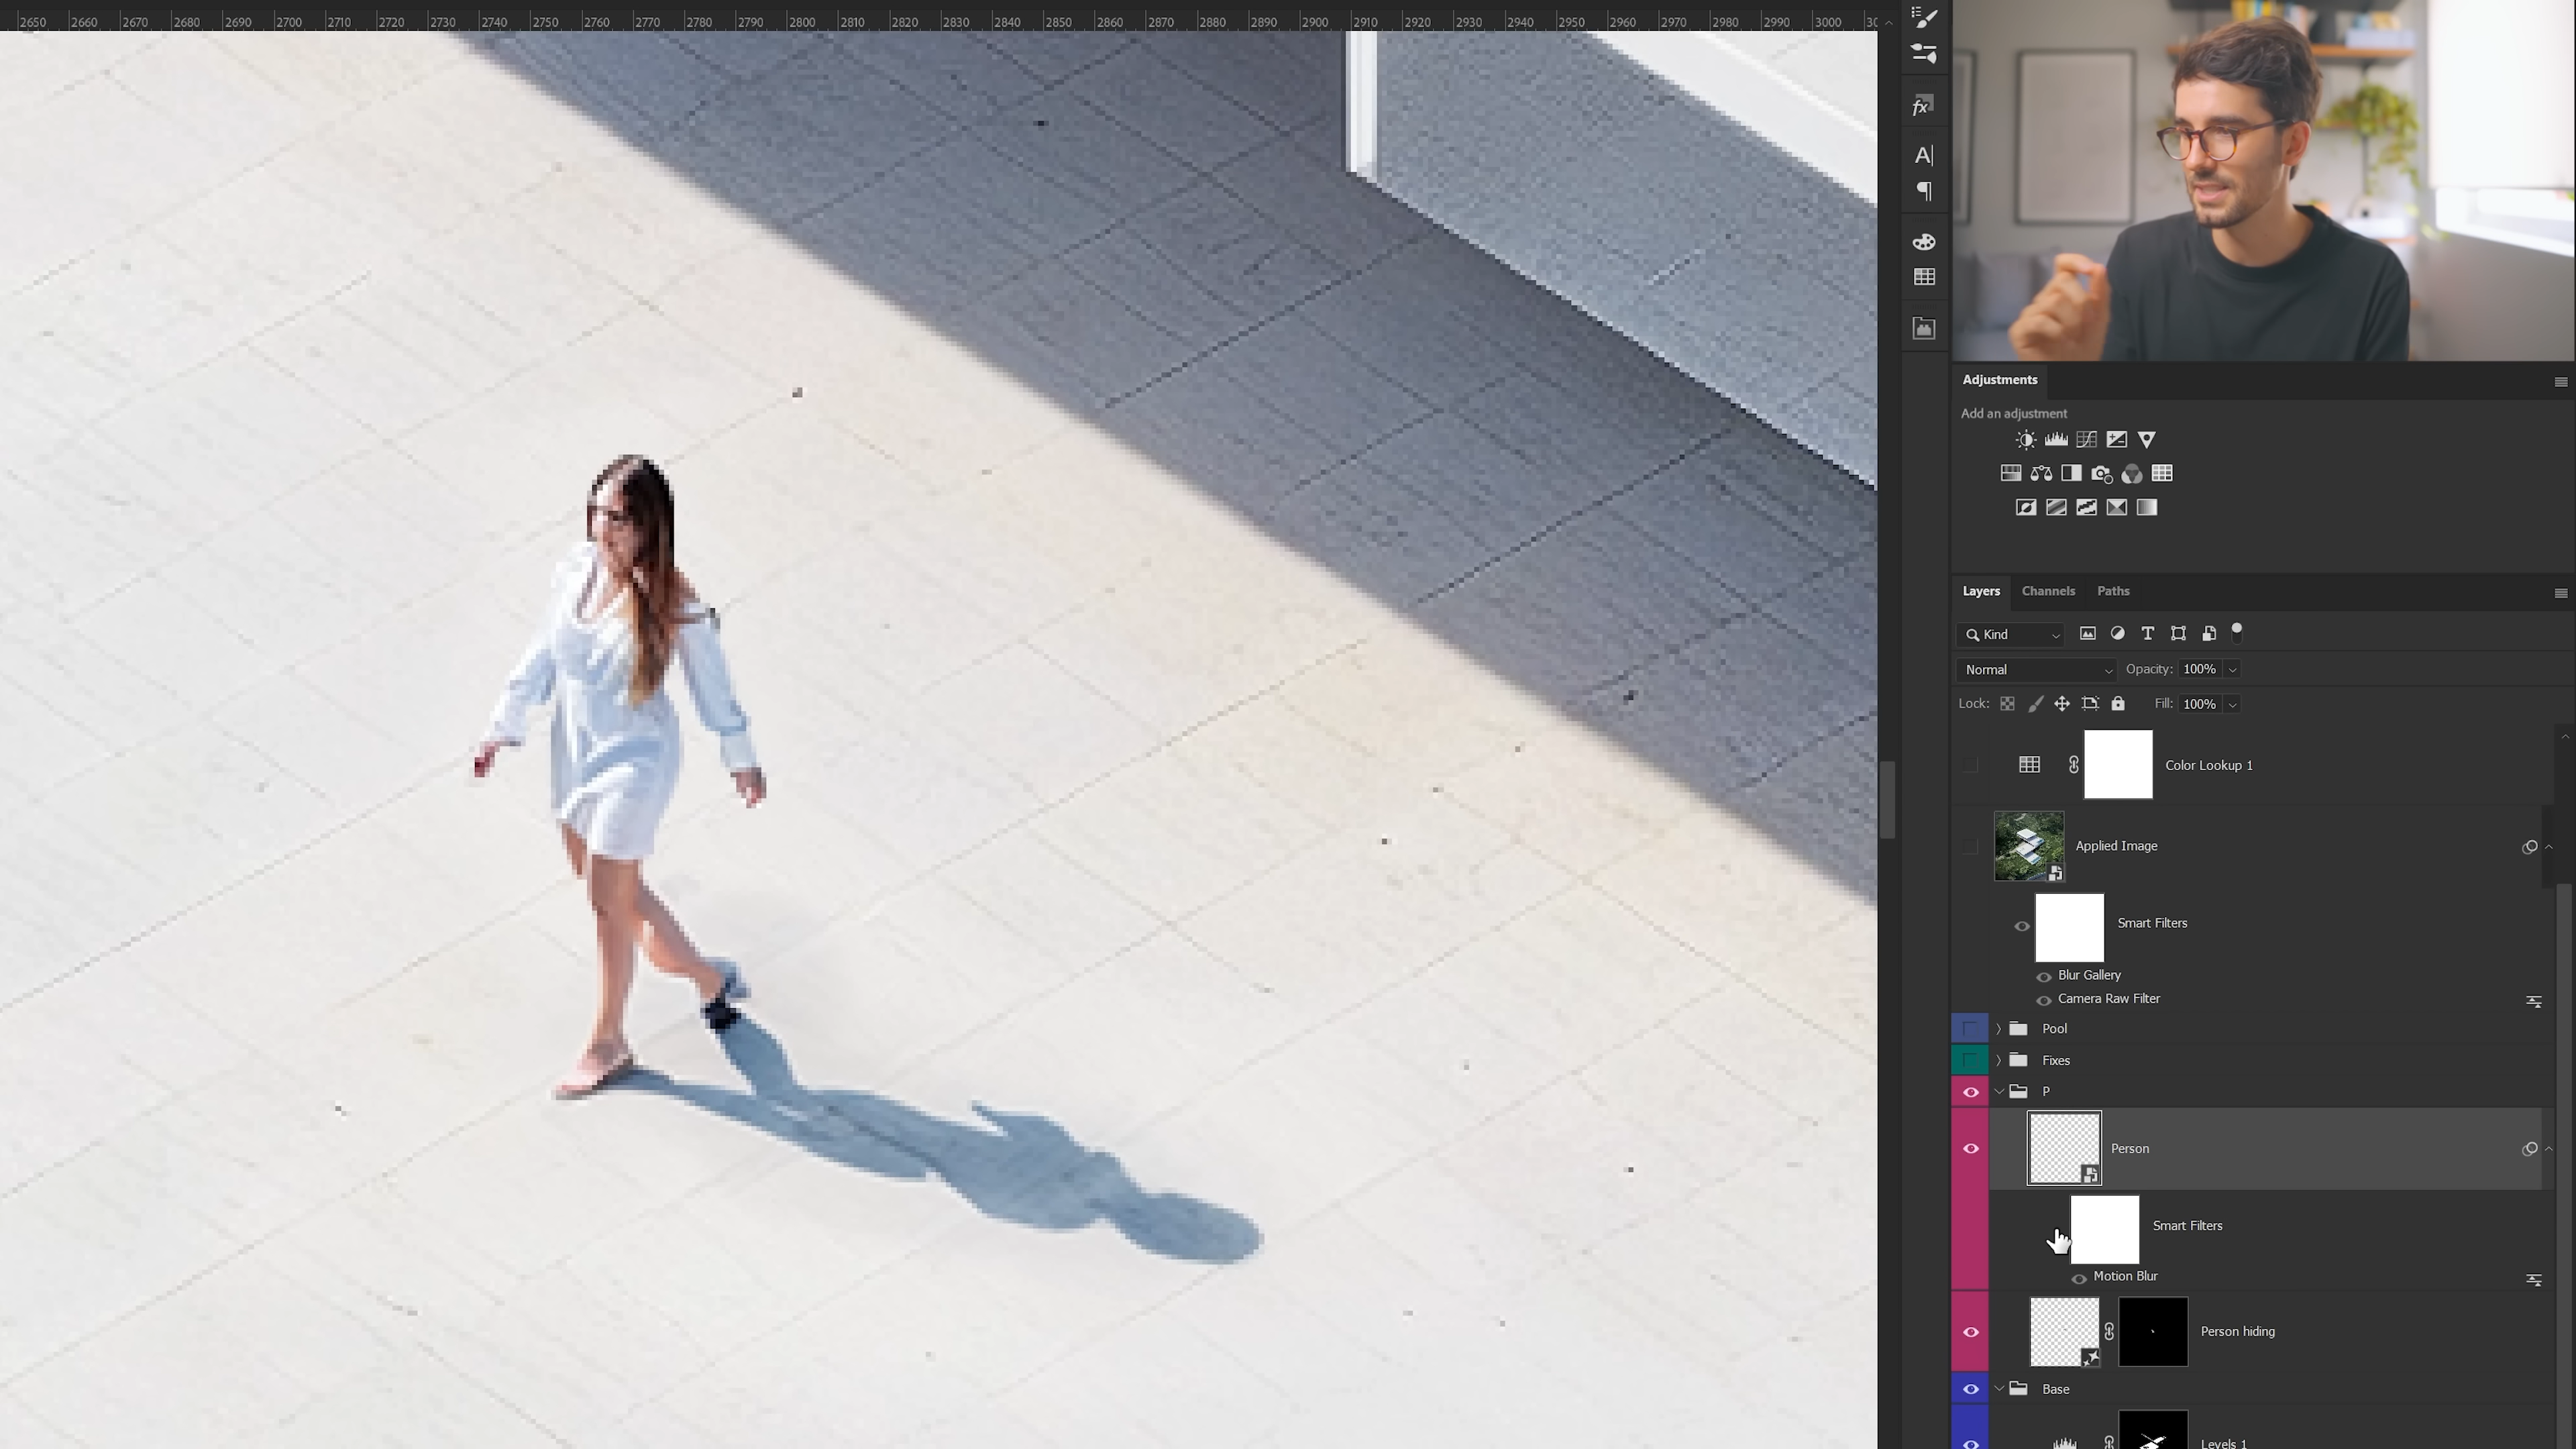 2650 2660 2670 2680 2690 2700 2710 2720 2730 2740 2750 2760 2770 2780 2790 2800 2810 2820 2830 2840 2850 2860 2870 2880 2890 2900 2910 2920 2930 2940 2950 2960 2970 2980 2990 3000
fx
A
¶
Adjustments
Add an adjustment
Layers Channels Paths
Kind T
Normal Opacity: 100%
Lock: Fill: 100%
Color Lookup 1
Applied Image
Smart Filters
Blur Gallery
Camera Raw Filter
Pool
Fixes
P
Person
Smart Filters
Motion Blur
Person hiding
Base
Levels 1